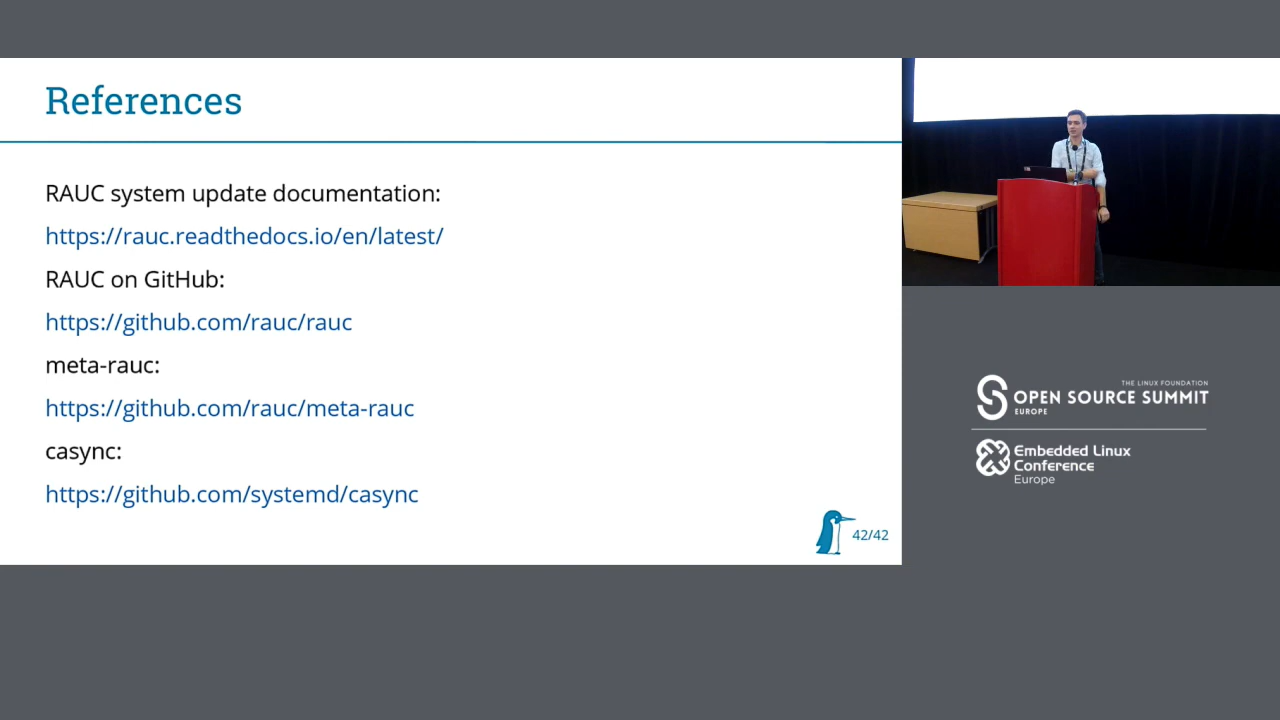 References
RAUC system update documentation:
https://rauc.readthedocs.io/en/latest/
RAUC on GitHub:
https://github.com/rauc/rauc
meta-rauc:
https://github.com/rauc/meta-rauc
casync:
https://github.com/systemd/casync
42/42
THE LINUX FOUNDATION
OPEN SOURCE SUMMIT
EUROPE
Embedded Linux
Conference
Europe